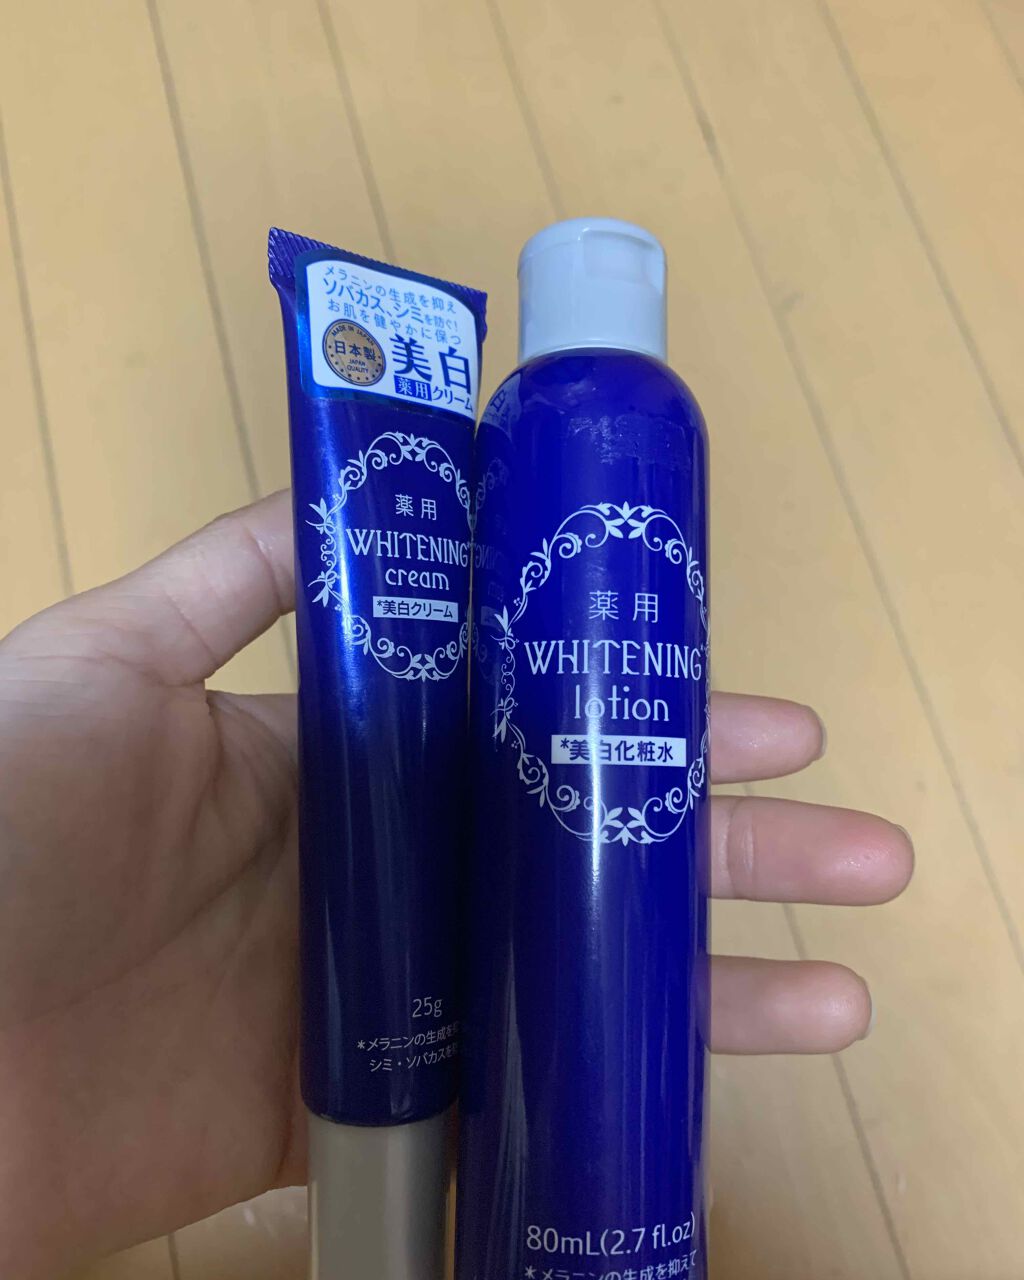 メラニンの生成を抑え
ソバカス、シミを防ぐ!
お肌を健やかに保つ
MADE IN JAPAN
日本製
JAPAN
QUALITY
美白
薬用クリーム
薬用
WHITENING*
cream
*美白クリーム
25g
*メラニンの生成を抑
シミ・ソバカスを
薬用
WHITENING*
lotion
*美白化粧水
80mL(2.7 fl.oz)
*メラニンの生成を抑えて